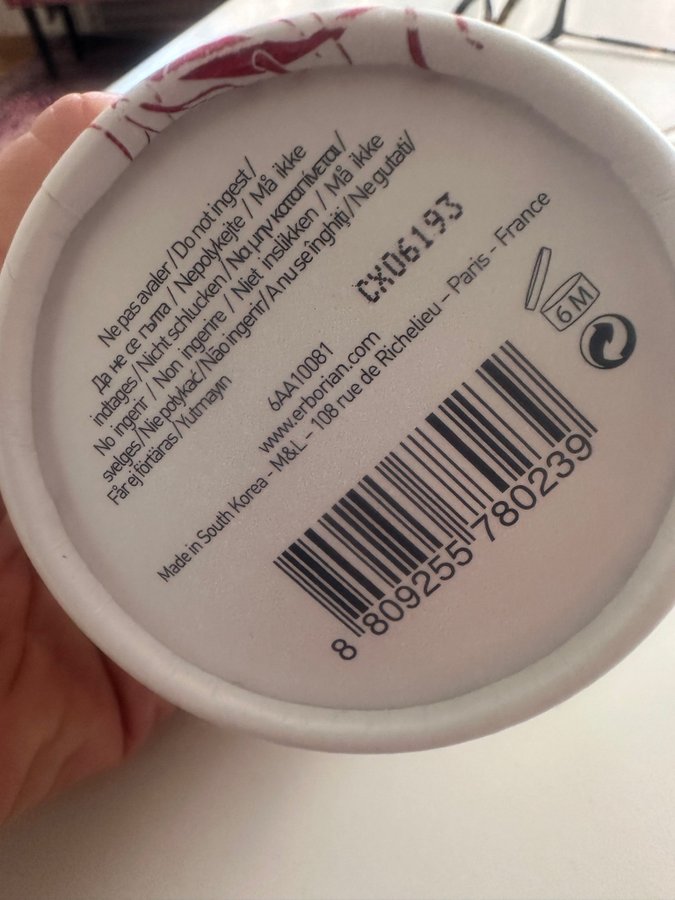 Ne pas avaler / Do not ingest /
Да не се гълта / Nepolykejte / Må ikke
indtages / Nicht schlucken / Να μην καταπίνεται /
No ingerir / Non ingerire / Niet inslikken / Må ikke
svelges / Nie połykać / Não ingerir / A nu se înghiți / Ne gutati /
Får ej förtäras / Yutmayın
CX06193
6AA10081
www.erborian.com
Made in South Korea - M&L - 108 rue de Richelieu - Paris - France
6M
8 809255 780239